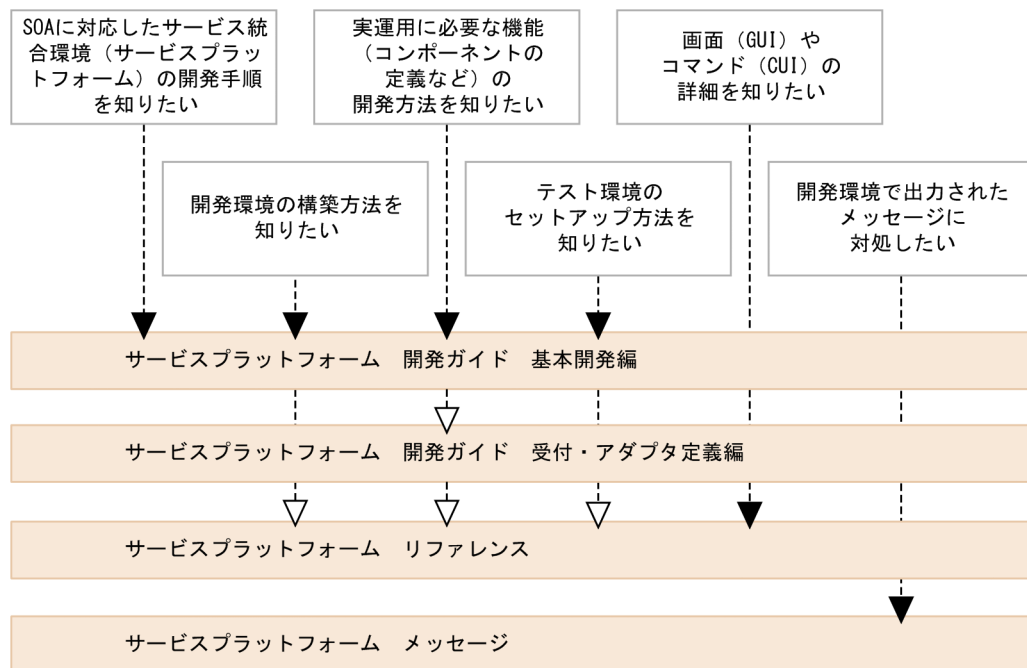 SOAに対応したサービス統
合環境（サービスプラッ
トフォーム）の開発手順
を知りたい
実運用に必要な機能
（コンポーネントの
定義など）の
開発方法を知りたい
画面（GUI）や
コマンド（CUI）の
詳細を知りたい
開発環境の構築方法を
知りたい
テスト環境の
セットアップ方法を
知りたい
開発環境で出力された
メッセージに
対処したい
サービスプラットフォーム　開発ガイド　基本開発編
サービスプラットフォーム　開発ガイド　受付・アダプタ定義編
サービスプラットフォーム　リファレンス
サービスプラットフォーム　メッセージ